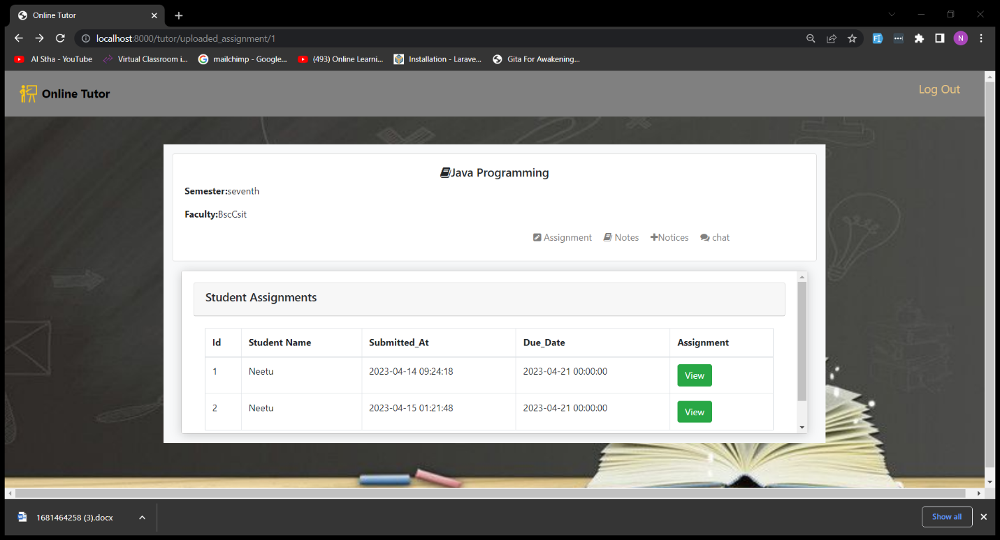 Online Tutor
localhost:8000/tutor/uploaded_assignment/1
N
AI Stha - YouTube Virtual Classroom i... mailchimp - Google... (493) Online Learni... Installation - Larave... Gita For Awakening...
Online Tutor Log Out
Java Programming
Semester:seventh
Faculty:BscCsit
Assignment Notes Notices chat
Student Assignments
Id Student Name Submitted_At Due_Date Assignment
1 Neetu 2023-04-14 09:24:18 2023-04-21 00:00:00 View
2 Neetu 2023-04-15 01:21:48 2023-04-21 00:00:00 View
1681464258 (3).docx Show all